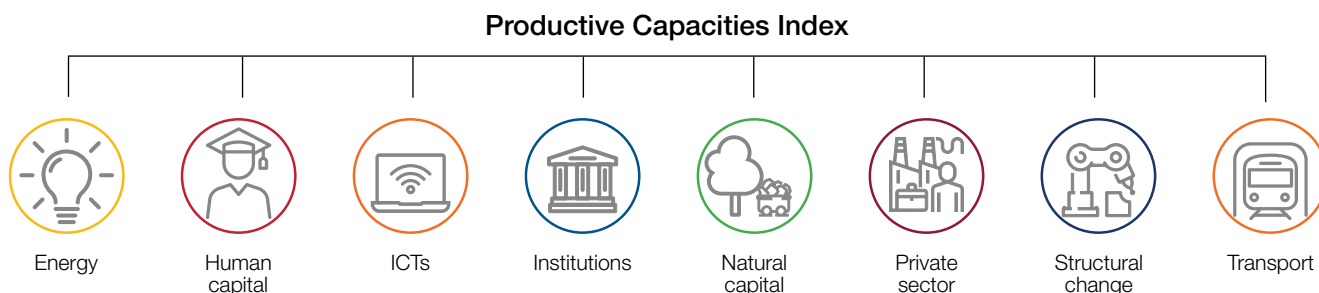 Productive Capacities Index
Energy
Human
capital
ICTs
Institutions
Natural
capital
Private
sector
Structural
change
Transport